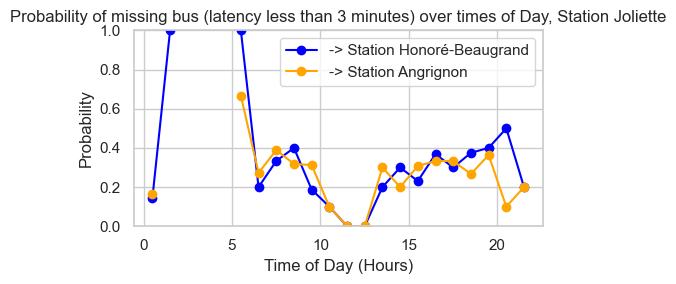 Probability of missing bus (latency less than 3 minutes) over times of Day, Station Joliette
1.0
0.8
0.6
0.4
0.2
0.0
Probability
-> Station Honoré-Beaugrand
-> Station Angrignon
0 5 10 15 20
Time of Day (Hours)